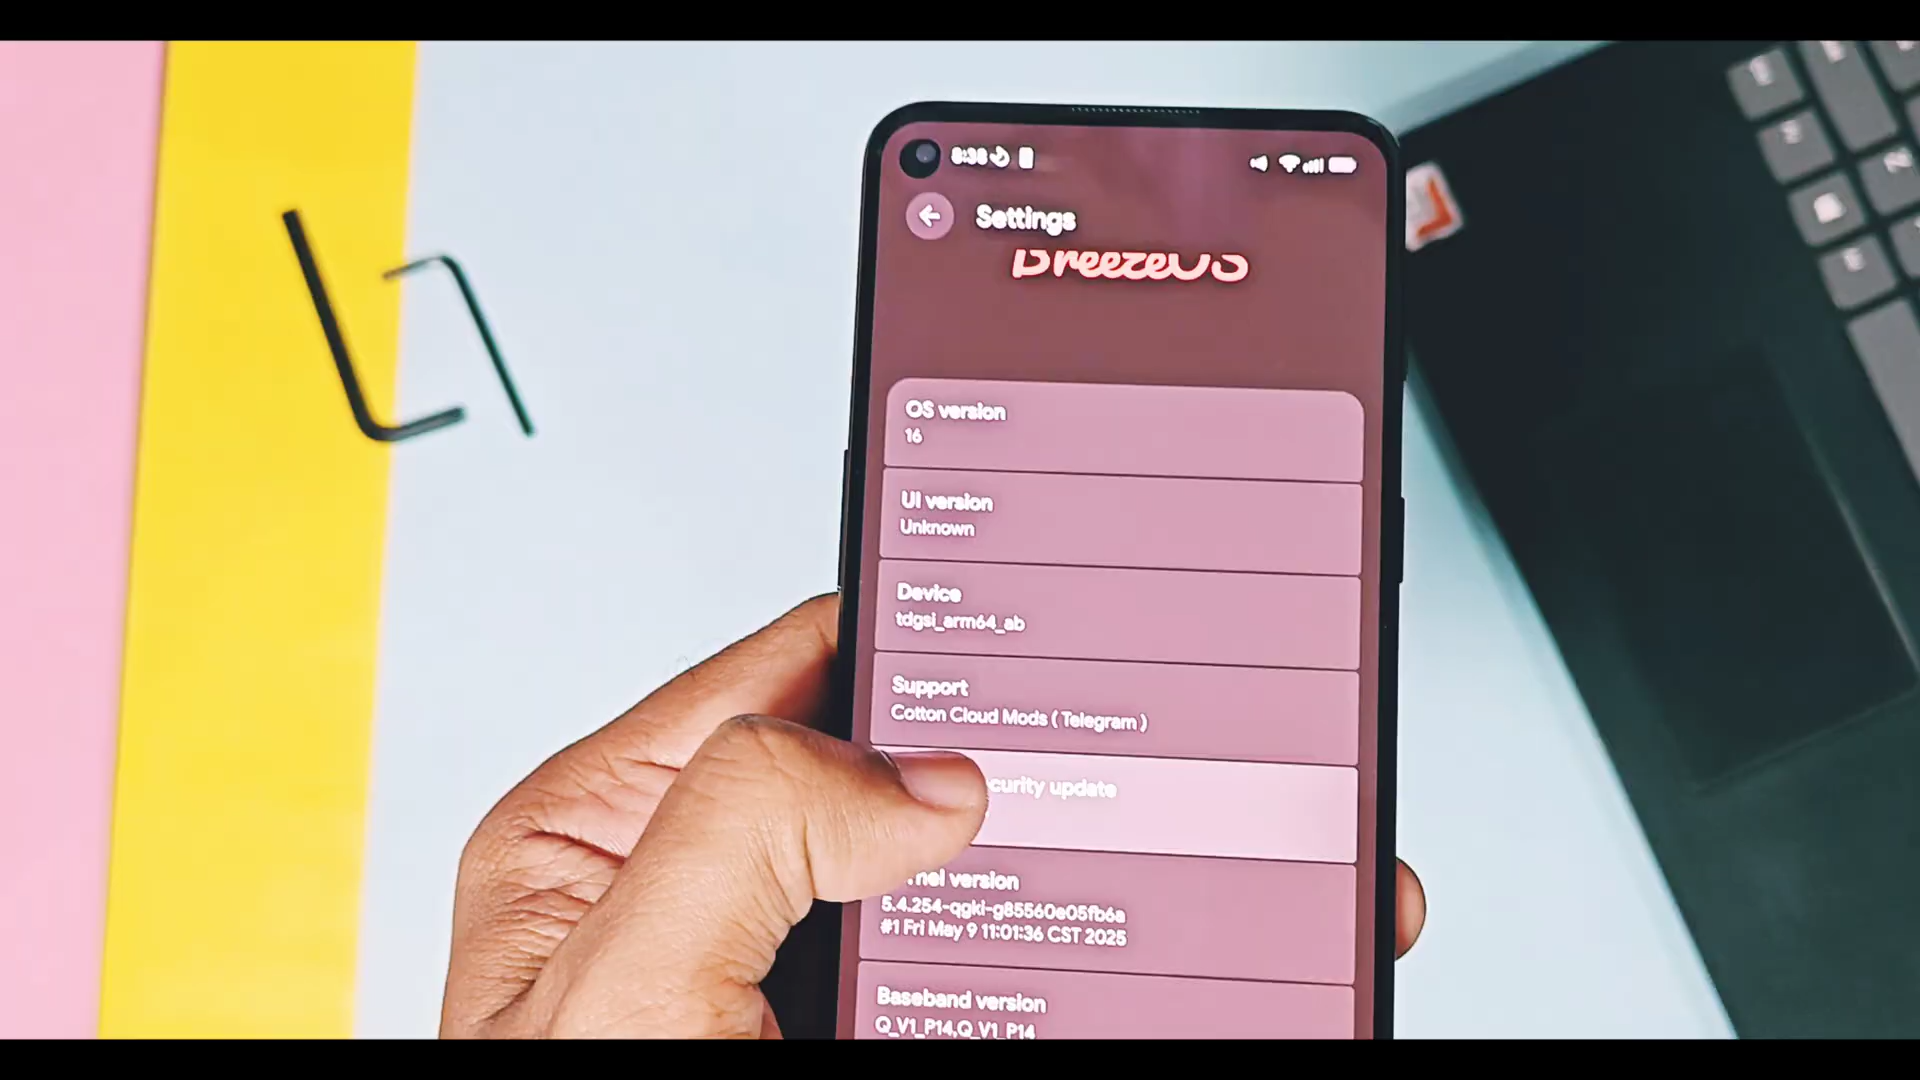 8:38
Settings
BreezeOS
OS version
16
UI version
Unknown
Device
tdgsi_arm64_ab
Support
Cotton Cloud Mods ( Telegram )
curity update
nel version
5.4.254-qgki-g85560e05fb6a
#1 Fri May 9 11:01:36 CST 2025
Baseband version
Q_V1_P14,Q_V1_P14